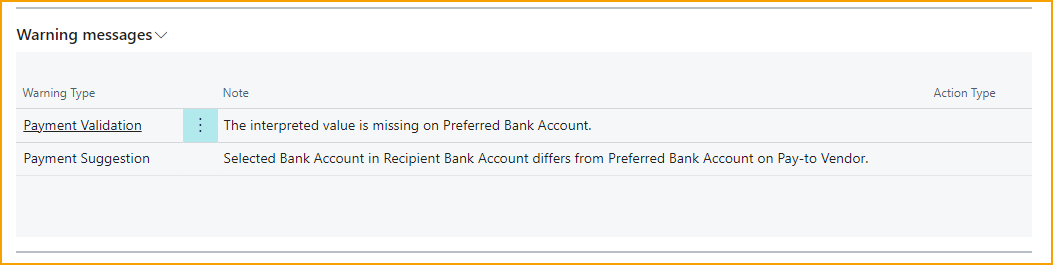 Warning messages
Warning Type Note Action Type
Payment Validation The interpreted value is missing on Preferred Bank Account.
Payment Suggestion Selected Bank Account in Recipient Bank Account differs from Preferred Bank Account on Pay-to Vendor.